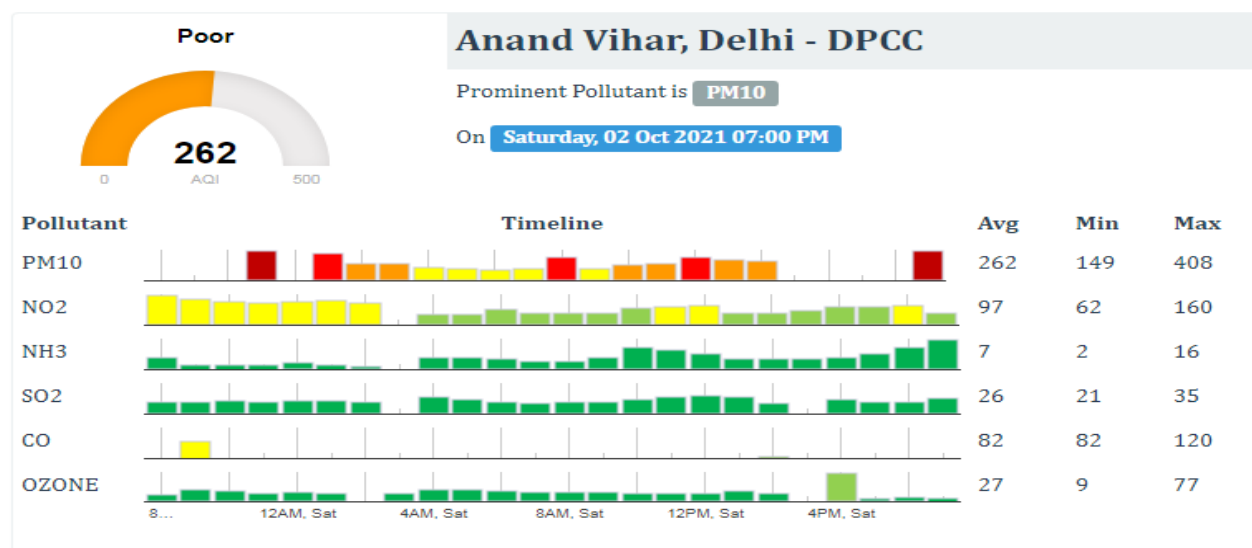 Poor
262
0 AQI 500
Anand Vihar, Delhi - DPCC
Prominent Pollutant is PM10
On Saturday, 02 Oct 2021 07:00 PM
Pollutant Timeline Avg Min Max
PM10 262 149 408
NO2 97 62 160
NH3 7 2 16
SO2 26 21 35
CO 82 82 120
OZONE 27 9 77
8... 12AM, Sat 4AM, Sat 8AM, Sat 12PM, Sat 4PM, Sat